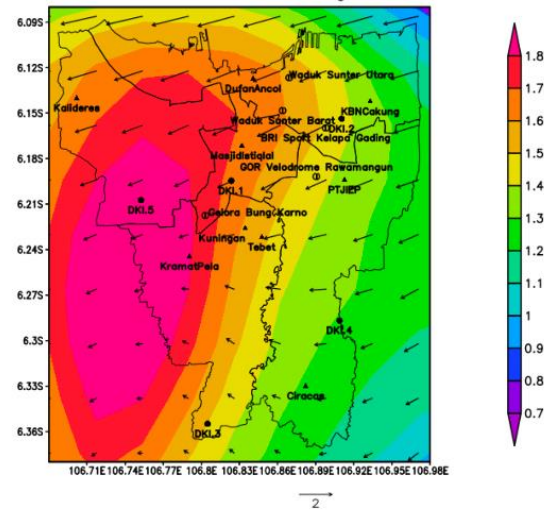 6.09S
6.12S
6.15S
6.18S
6.21S
6.24S
6.27S
6.3S
6.33S
6.36S
Waduk Sunter Utara
DufanAncol
Kalideres
KBNCakung
Waduk Sunter Barat
DKI.2
BRI Sport Kelapa Gading
MasjidIstiqlal
GOR Velodrome Rawamangun
DKI.1
PTJIEP
DKI.5
Gelora Bung Karno
Kuningan
Tebet
KramatPela
DKI.4
Ciracas
DKI.3
106.71E 106.74E 106.77E 106.8E 106.83E 106.86E 106.89E 106.92E 106.95E 106.98E
2
1.8
1.7
1.6
1.5
1.4
1.3
1.2
1.1
1
0.9
0.8
0.7